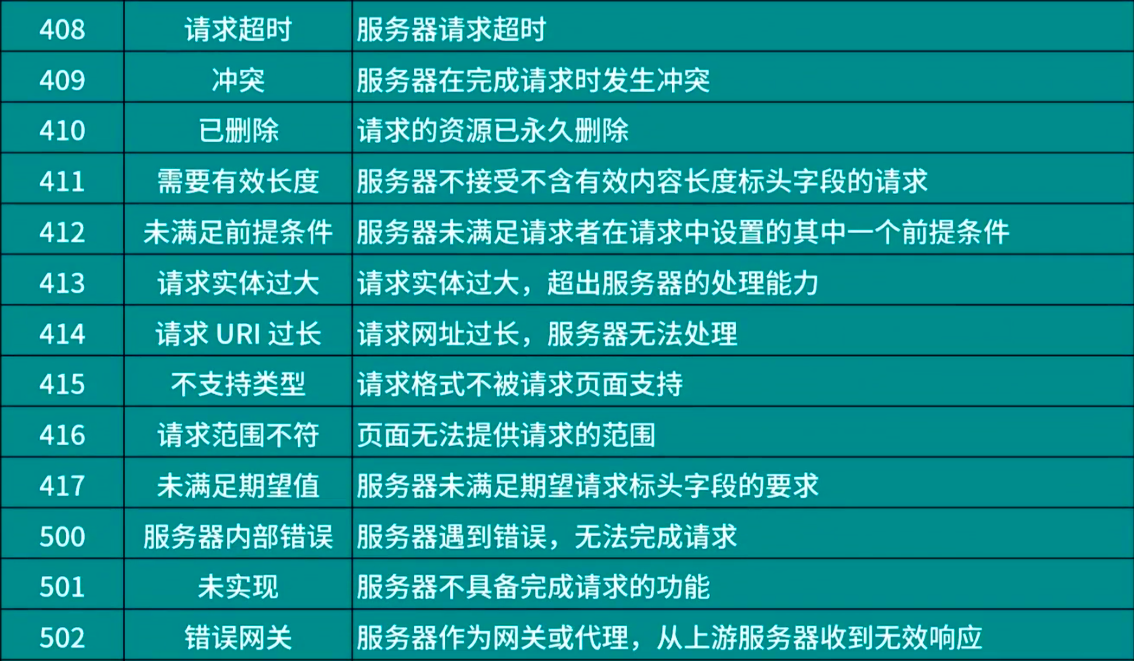 408 请求超时 服务器请求超时
409 冲突 服务器在完成请求时发生冲突
410 已删除 请求的资源已永久删除
411 需要有效长度 服务器不接受不含有效内容长度标头字段的请求
412 未满足前提条件 服务器未满足请求者在请求中设置的其中一个前提条件
413 请求实体过大 请求实体过大，超出服务器的处理能力
414 请求 URI 过长 请求网址过长，服务器无法处理
415 不支持类型 请求格式不被请求页面支持
416 请求范围不符 页面无法提供请求的范围
417 未满足期望值 服务器未满足期望请求标头字段的要求
500 服务器内部错误 服务器遇到错误，无法完成请求
501 未实现 服务器不具备完成请求的功能
502 错误网关 服务器作为网关或代理，从上游服务器收到无效响应